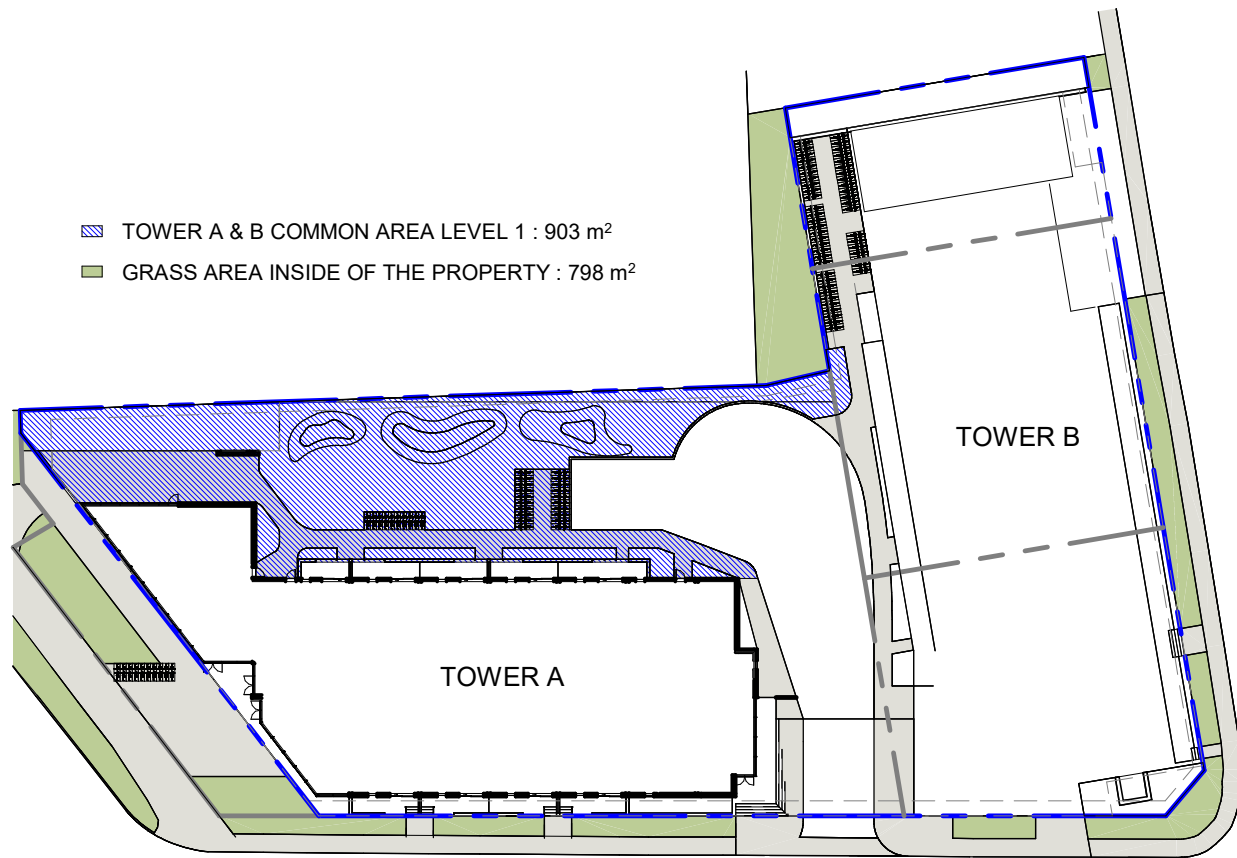 TOWER A & B COMMON AREA LEVEL 1 : 903 m²
GRASS AREA INSIDE OF THE PROPERTY : 798 m²
TOWER B
TOWER A